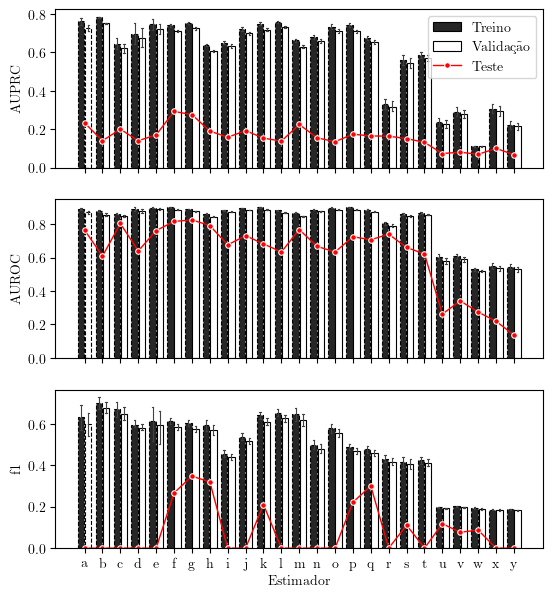 AUPRC
0.8
0.6
0.4
0.2
0.0
Treino
Validação
Teste
AUROC
0.8
0.6
0.4
0.2
0.0
f1
0.6
0.4
0.2
0.0
a b c d e f g h i j k l m n o p q r s t u v w x y
Estimador